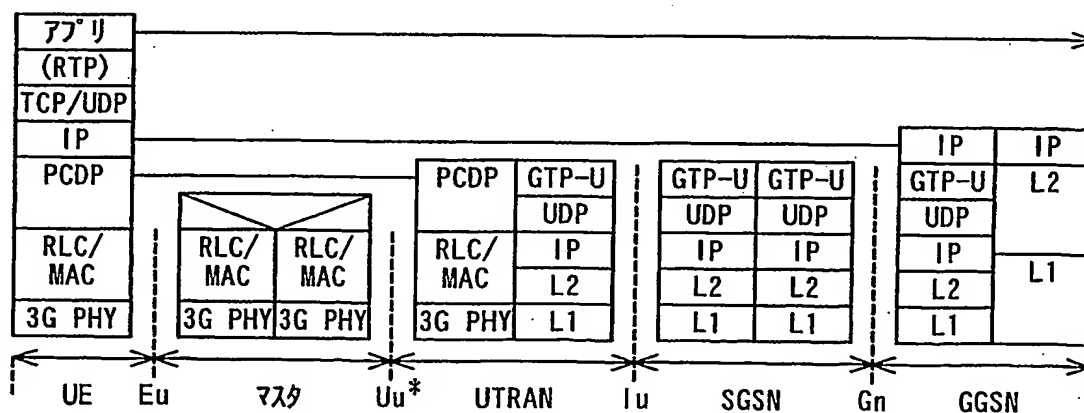 アプリ
(RTP)
TCP/UDP
IP
PCDP
RLC/
MAC
3G PHY
RLC/
MAC
RLC/
MAC
3G PHY
3G PHY
PCDP
RLC/
MAC
3G PHY
GTP-U
UDP
IP
L2
L1
GTP-U
UDP
IP
L2
L1
GTP-U
UDP
IP
L2
L1
IP
GTP-U
UDP
IP
L2
L1
IP
L2
L1
UE
Eu
マスタ
Uu*
UTRAN
Iu
SGSN
Gn
GGSN